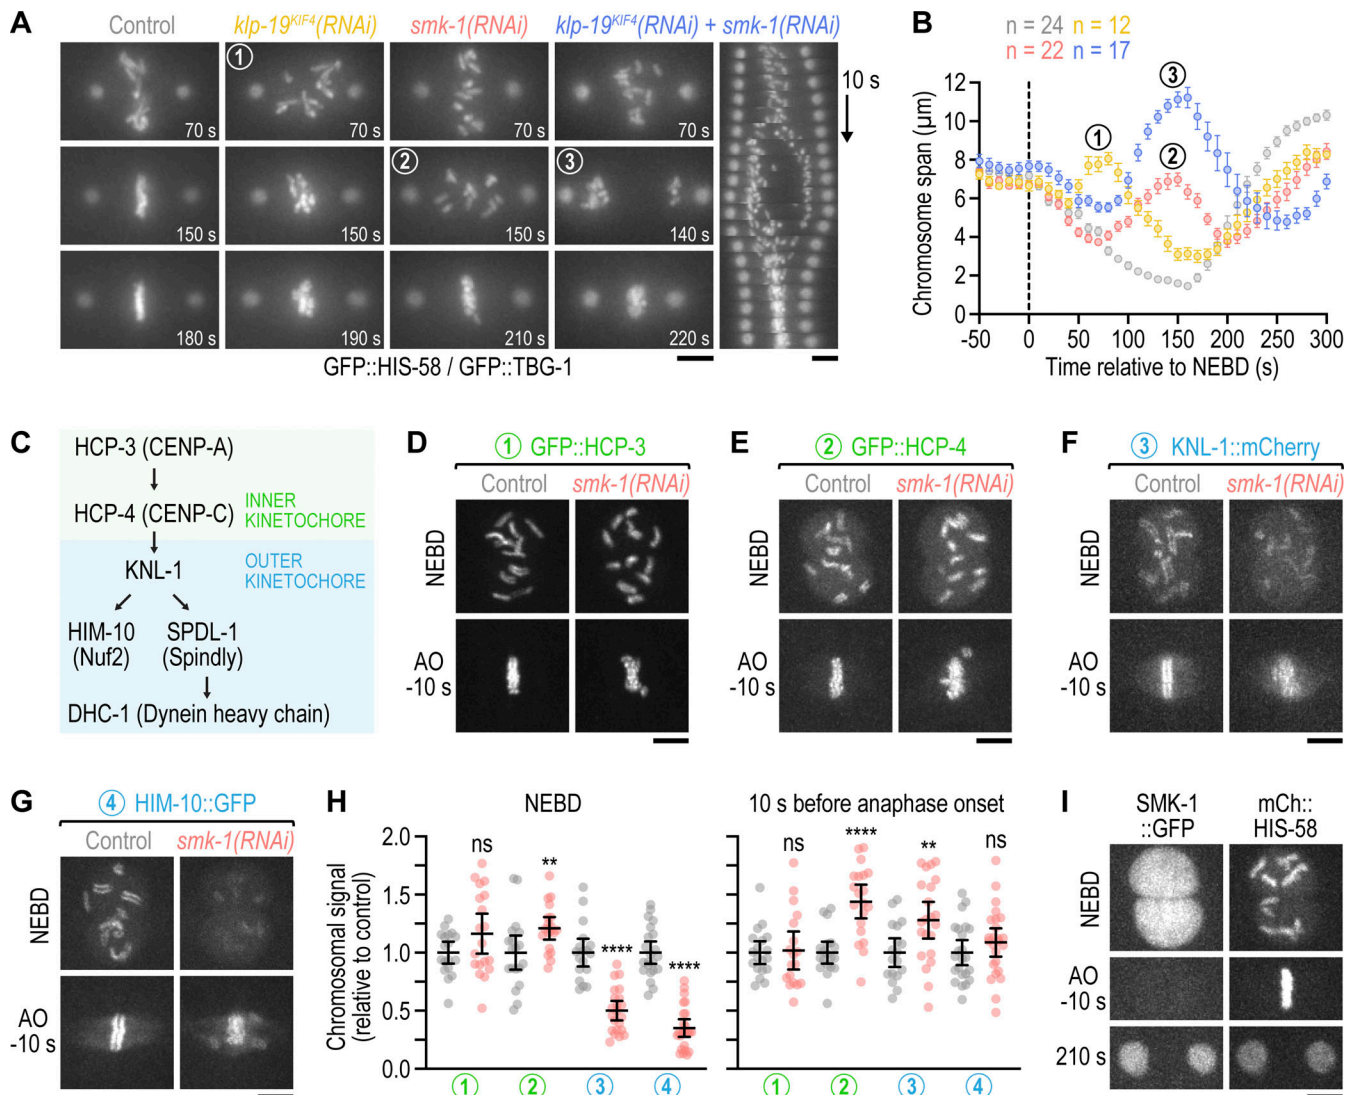 A
Control
klp-19KIF4(RNAi)
smk-1(RNAi)
klp-19KIF4(RNAi) + smk-1(RNAi)
1
70 s
70 s
70 s
70 s
10 s
2
3
150 s
150 s
150 s
140 s
180 s
190 s
210 s
220 s
GFP::HIS-58 / GFP::TBG-1
B
n = 24 n = 12
n = 22 n = 17
Chromosome span (µm)
12
10
8
6
4
2
0
1
2
3
-50 0 50 100 150 200 250 300
Time relative to NEBD (s)
C
HCP-3 (CENP-A)
HCP-4 (CENP-C)
INNER
KINETOCHORE
KNL-1
OUTER
KINETOCHORE
HIM-10
(Nuf2)
SPDL-1
(Spindly)
DHC-1 (Dynein heavy chain)
D
1 GFP::HCP-3
Control smk-1(RNAi)
NEBD
AO
-10 s
E
2 GFP::HCP-4
Control smk-1(RNAi)
NEBD
AO
-10 s
F
3 KNL-1::mCherry
Control smk-1(RNAi)
NEBD
AO
-10 s
G
4 HIM-10::GFP
Control smk-1(RNAi)
NEBD
AO
-10 s
H
NEBD
10 s before anaphase onset
Chromosomal signal
(relative to control)
2.0
1.5
1.0
0.5
0.0
ns
**
****
****
ns
****
**
ns
1 2 3 4
1 2 3 4
I
SMK-1
::GFP
mCh::
HIS-58
NEBD
AO
-10 s
210 s